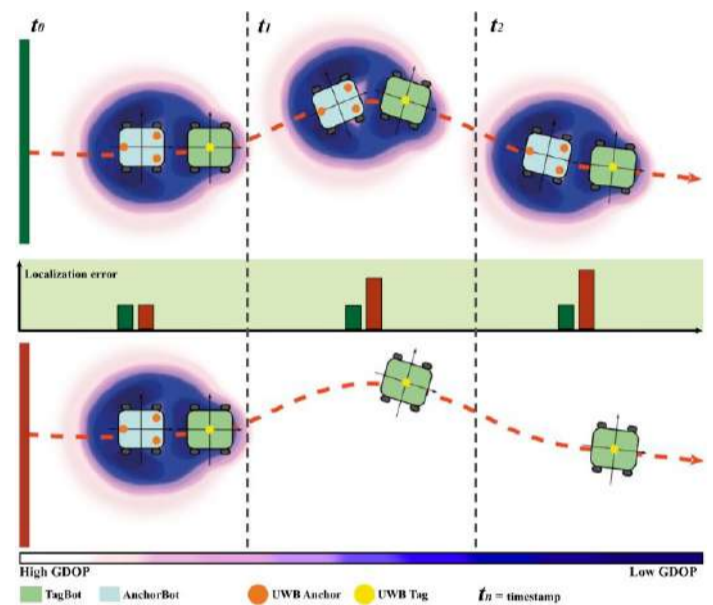 t₀ t₁ t₂
Localization error
High GDOP Low GDOP
TagBot AnchorBot UWB Anchor UWB Tag tₙ = timestamp